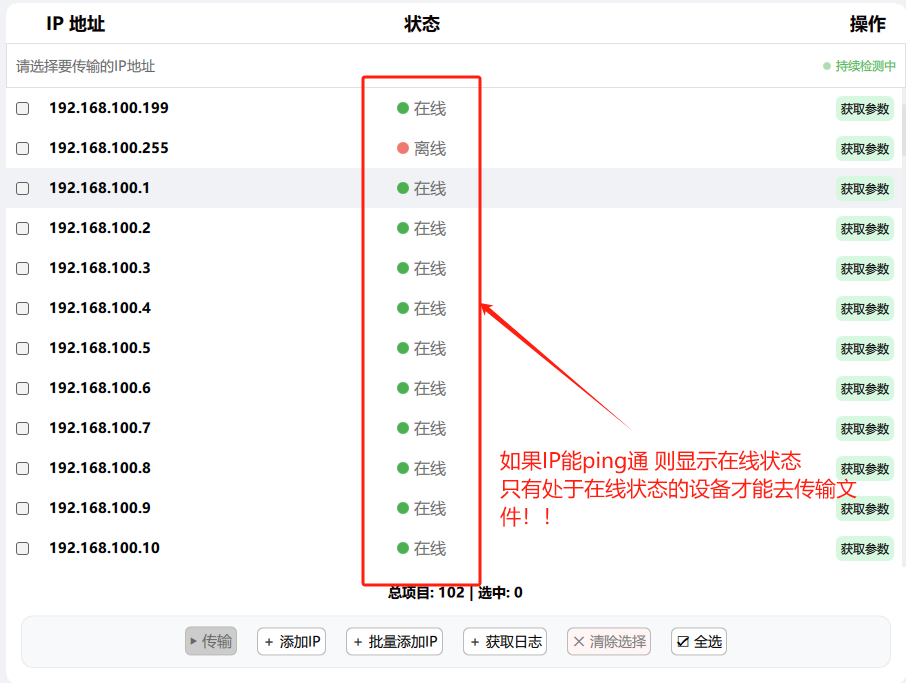 IP 地址 状态 操作
请选择要传输的IP地址 持续检测中
192.168.100.199 在线 获取参数
192.168.100.255 离线 获取参数
192.168.100.1 在线 获取参数
192.168.100.2 在线 获取参数
192.168.100.3 在线 获取参数
192.168.100.4 在线 获取参数
192.168.100.5 在线 获取参数
192.168.100.6 在线 获取参数
192.168.100.7 在线 获取参数
192.168.100.8 在线 获取参数
192.168.100.9 在线 获取参数
192.168.100.10 在线 获取参数
如果IP能ping通 则显示在线状态
只有处于在线状态的设备才能去传输文
件！！
总项目: 102 | 选中: 0
传输 + 添加IP + 批量添加IP + 获取日志 × 清除选择 全选